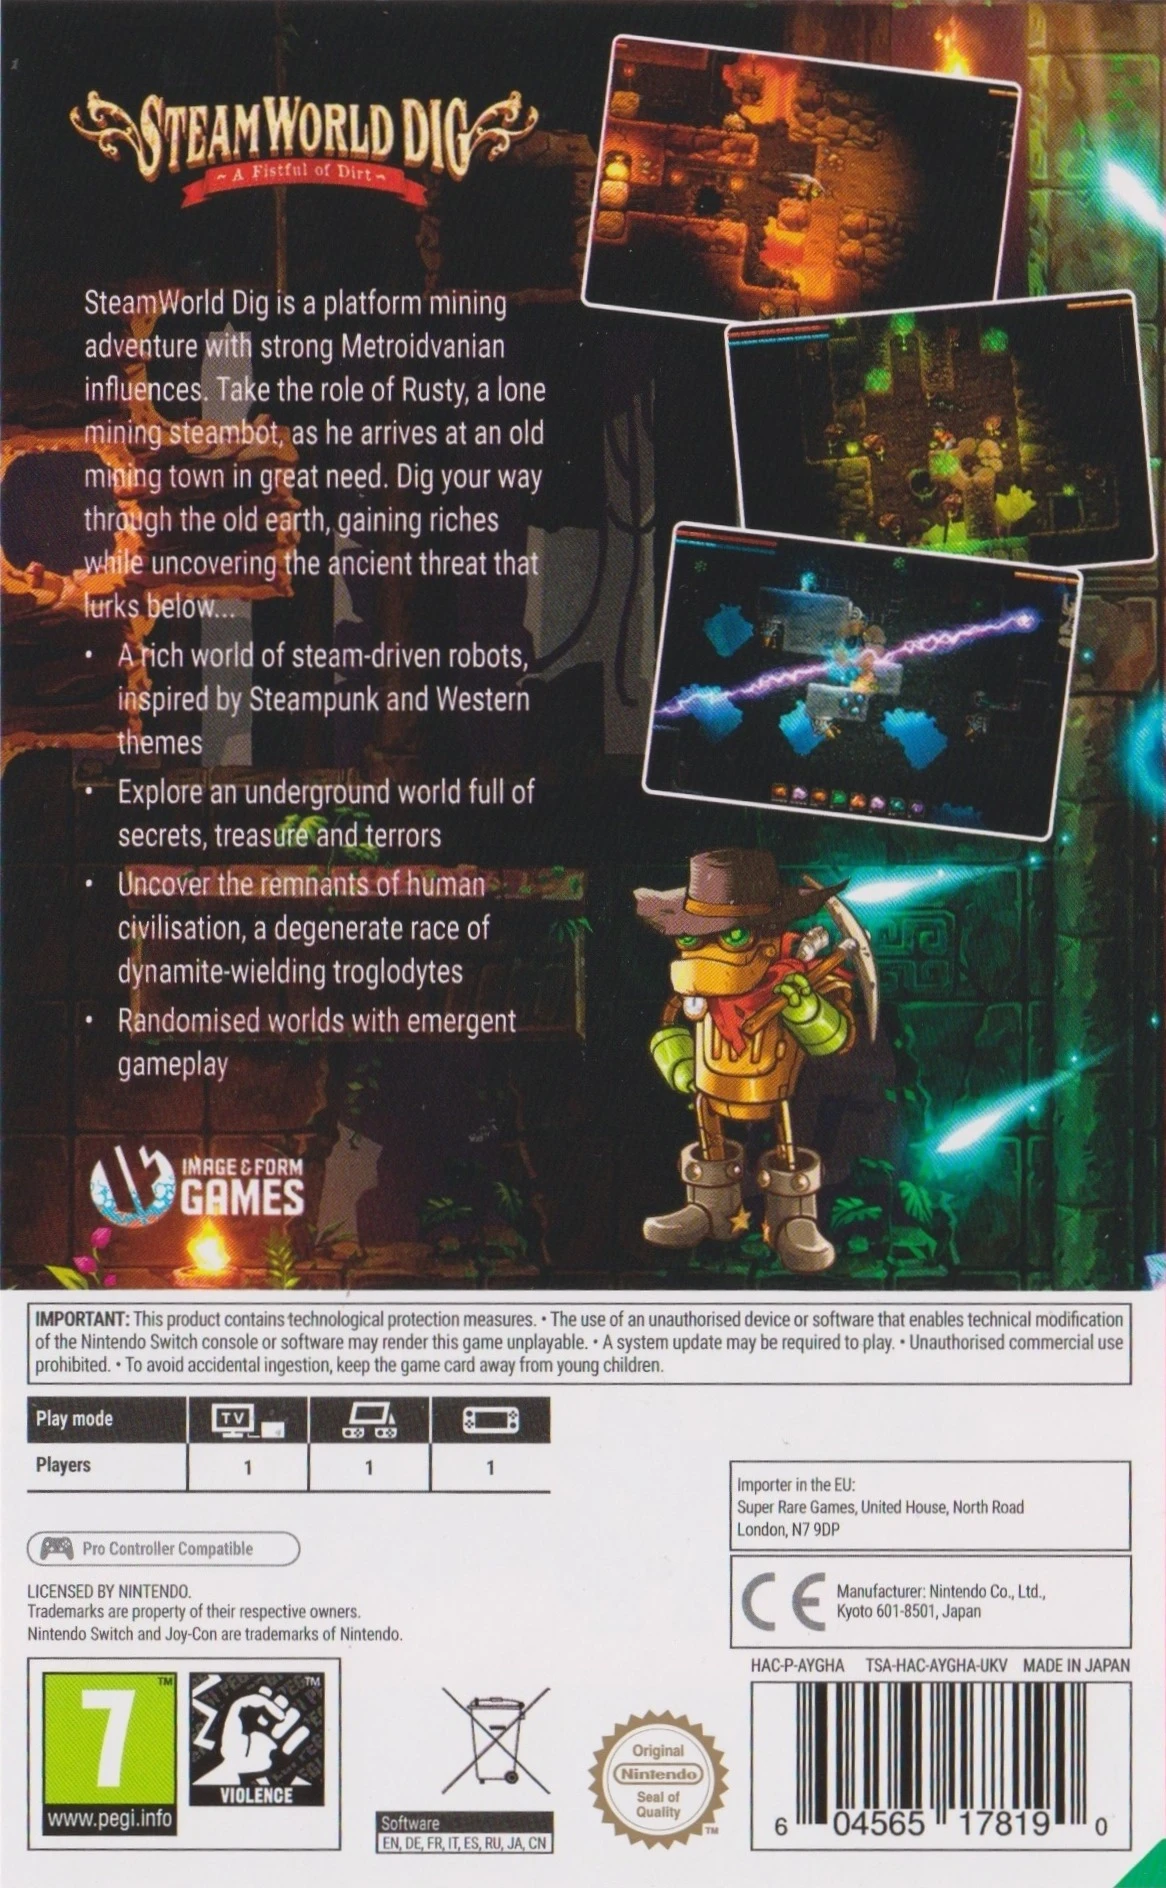 STEAMWORLD DIG
~ A Fistful of Dirt ~
SteamWorld Dig is a platform mining
adventure with strong Metroidvanian
influences. Take the role of Rusty, a lone
mining steambot, as he arrives at an old
mining town in great need. Dig your way
through the old earth, gaining riches
while uncovering the ancient threat that
lurks below...
• A rich world of steam-driven robots,
inspired by Steampunk and Western
themes
• Explore an underground world full of
secrets, treasure and terrors
• Uncover the remnants of human
civilisation, a degenerate race of
dynamite-wielding troglodytes
• Randomised worlds with emergent
gameplay
IMAGE & FORM
GAMES
IMPORTANT: This product contains technological protection measures. • The use of an unauthorised device or software that enables technical modification
of the Nintendo Switch console or software may render this game unplayable. • A system update may be required to play. • Unauthorised commercial use
prohibited. • To avoid accidental ingestion, keep the game card away from young children.
Play mode TV
Players 1 1 1
Pro Controller Compatible
LICENSED BY NINTENDO.
Trademarks are property of their respective owners.
Nintendo Switch and Joy-Con are trademarks of Nintendo.
Importer in the EU:
Super Rare Games, United House, North Road
London, N7 9DP
CE
Manufacturer: Nintendo Co., Ltd.,
Kyoto 601-8501, Japan
HAC-P-AYGHA TSA-HAC-AYGHA-UKV MADE IN JAPAN
7 TM
www.pegi.info
TM
VIOLENCE
Software
EN, DE, FR, IT, ES, RU, JA, CN
Original
Nintendo
Seal of
Quality
TM
6 04565 17819 0